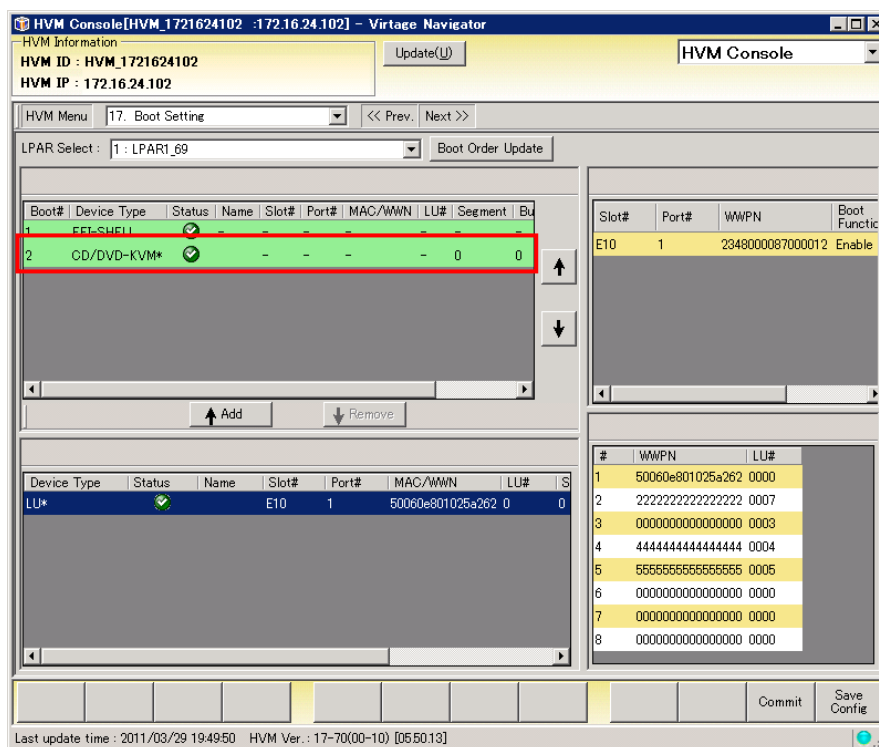 HVM Console[HVM_1721624102 :172.16.24.102] - Virtage Navigator
HVM Information
HVM ID : HVM_1721624102
HVM IP : 172.16.24.102
Update(U)
HVM Console
HVM Menu 17. Boot Setting << Prev. Next >>
LPAR Select : 1 : LPAR1_69 Boot Order Update
Boot# Device Type Status Name Slot# Port# MAC/WWN LU# Segment Bu
1 EFI-SHELL - - - - - - -
2 CD/DVD-KVM* - - - - 0 0
Add Remove
Device Type Status Name Slot# Port# MAC/WWN LU# S
LU* E10 1 50060e801025a262 0 0
Slot# Port# WWPN Boot Functio
E10 1 2348000087000012 Enable
# WWPN LU#
1 50060e801025a262 0000
2 2222222222222222 0007
3 0000000000000000 0003
4 4444444444444444 0004
5 5555555555555555 0005
6 0000000000000000 0000
7 0000000000000000 0000
8 0000000000000000 0000
Commit Save Config
Last update time : 2011/03/29 19:49:50 HVM Ver. : 17-70(00-10) [05.50.13]